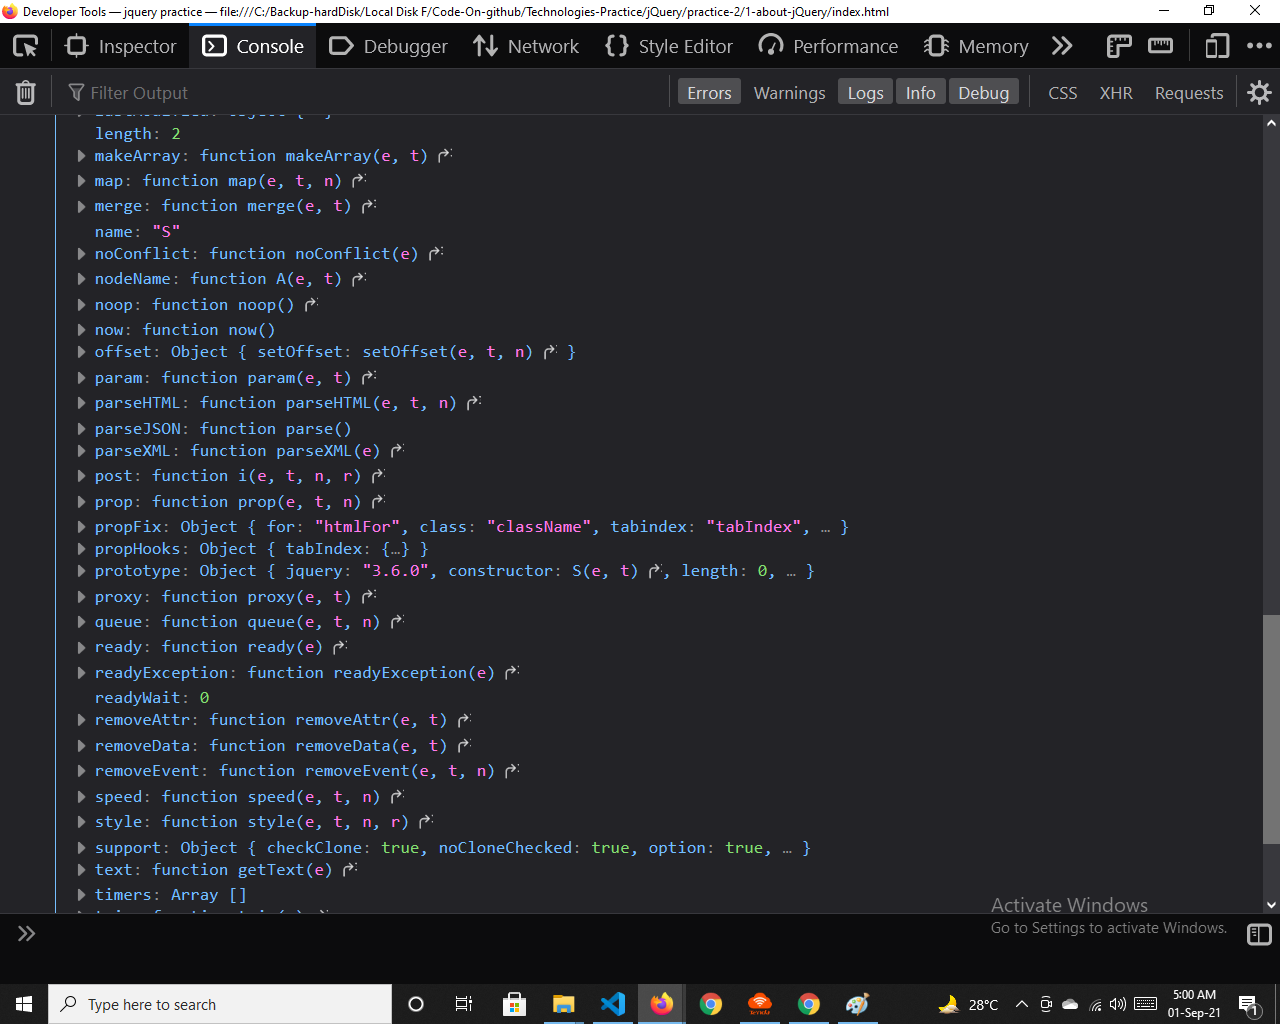 Developer Tools — jquery practice — file:///C:/Backup-hardDisk/Local Disk F/Code-On-github/Technologies-Practice/jQuery/practice-2/1-about-jQuery/index.html
Inspector Console Debugger Network Style Editor Performance Memory
Filter Output Errors Warnings Logs Info Debug CSS XHR Requests
length: 2
makeArray: function makeArray(e, t)
map: function map(e, t, n)
merge: function merge(e, t)
name: "S"
noConflict: function noConflict(e)
nodeName: function A(e, t)
noop: function noop()
now: function now()
offset: Object { setOffset: setOffset(e, t, n) }
param: function param(e, t)
parseHTML: function parseHTML(e, t, n)
parseJSON: function parse()
parseXML: function parseXML(e)
post: function i(e, t, n, r)
prop: function prop(e, t, n)
propFix: Object { for: "htmlFor", class: "className", tabindex: "tabIndex", … }
propHooks: Object { tabIndex: {…} }
prototype: Object { jquery: "3.6.0", constructor: S(e, t) , length: 0, … }
proxy: function proxy(e, t)
queue: function queue(e, t, n)
ready: function ready(e)
readyException: function readyException(e)
readyWait: 0
removeAttr: function removeAttr(e, t)
removeData: function removeData(e, t)
removeEvent: function removeEvent(e, t, n)
speed: function speed(e, t, n)
style: function style(e, t, n, r)
support: Object { checkClone: true, noCloneChecked: true, option: true, … }
text: function getText(e)
timers: Array []
Activate Windows
Go to Settings to activate Windows.
Type here to search
28°C
5:00 AM
01-Sep-21
1